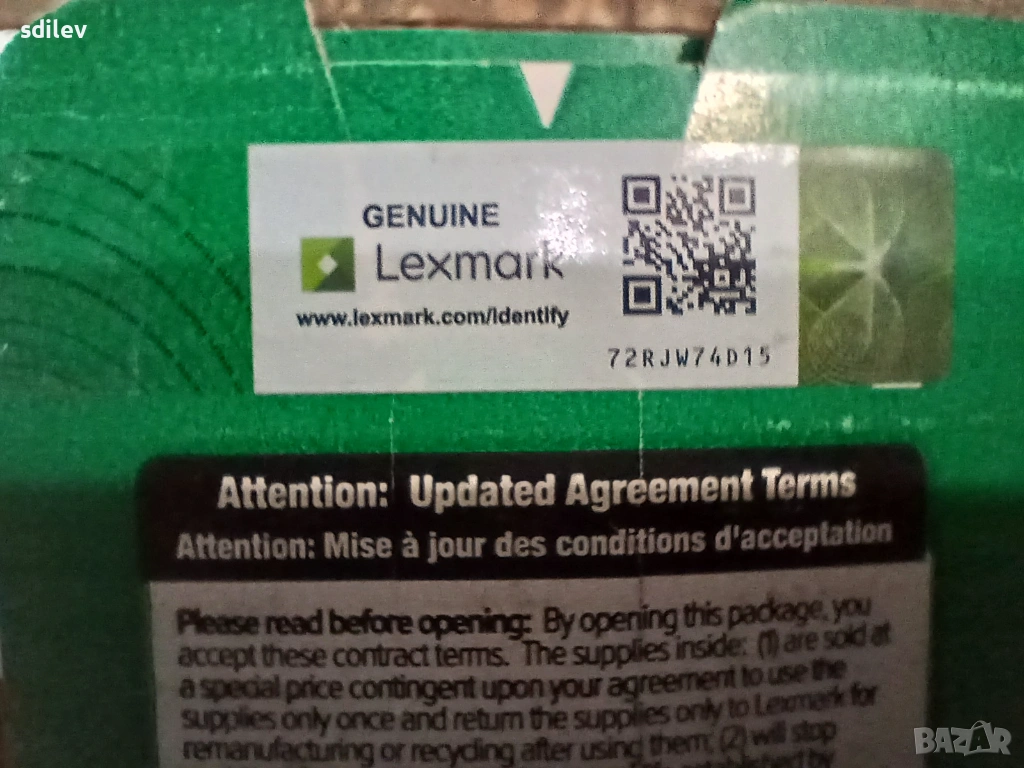 sdilev
GENUINE
Lexmark
www.lexmark.com/identify
72RJW74D15
Attention: Updated Agreement Terms
Attention: Mise à jour des conditions d'acceptation
Please read before opening: By opening this package, you
accept these contract terms. The supplies inside: (1) are sold at
a special price contingent upon your agreement to use the
supplies only once and return the supplies only to Lexmark for
remanufacturing or recycling after using them; (2) will stop
established by
BAZAR